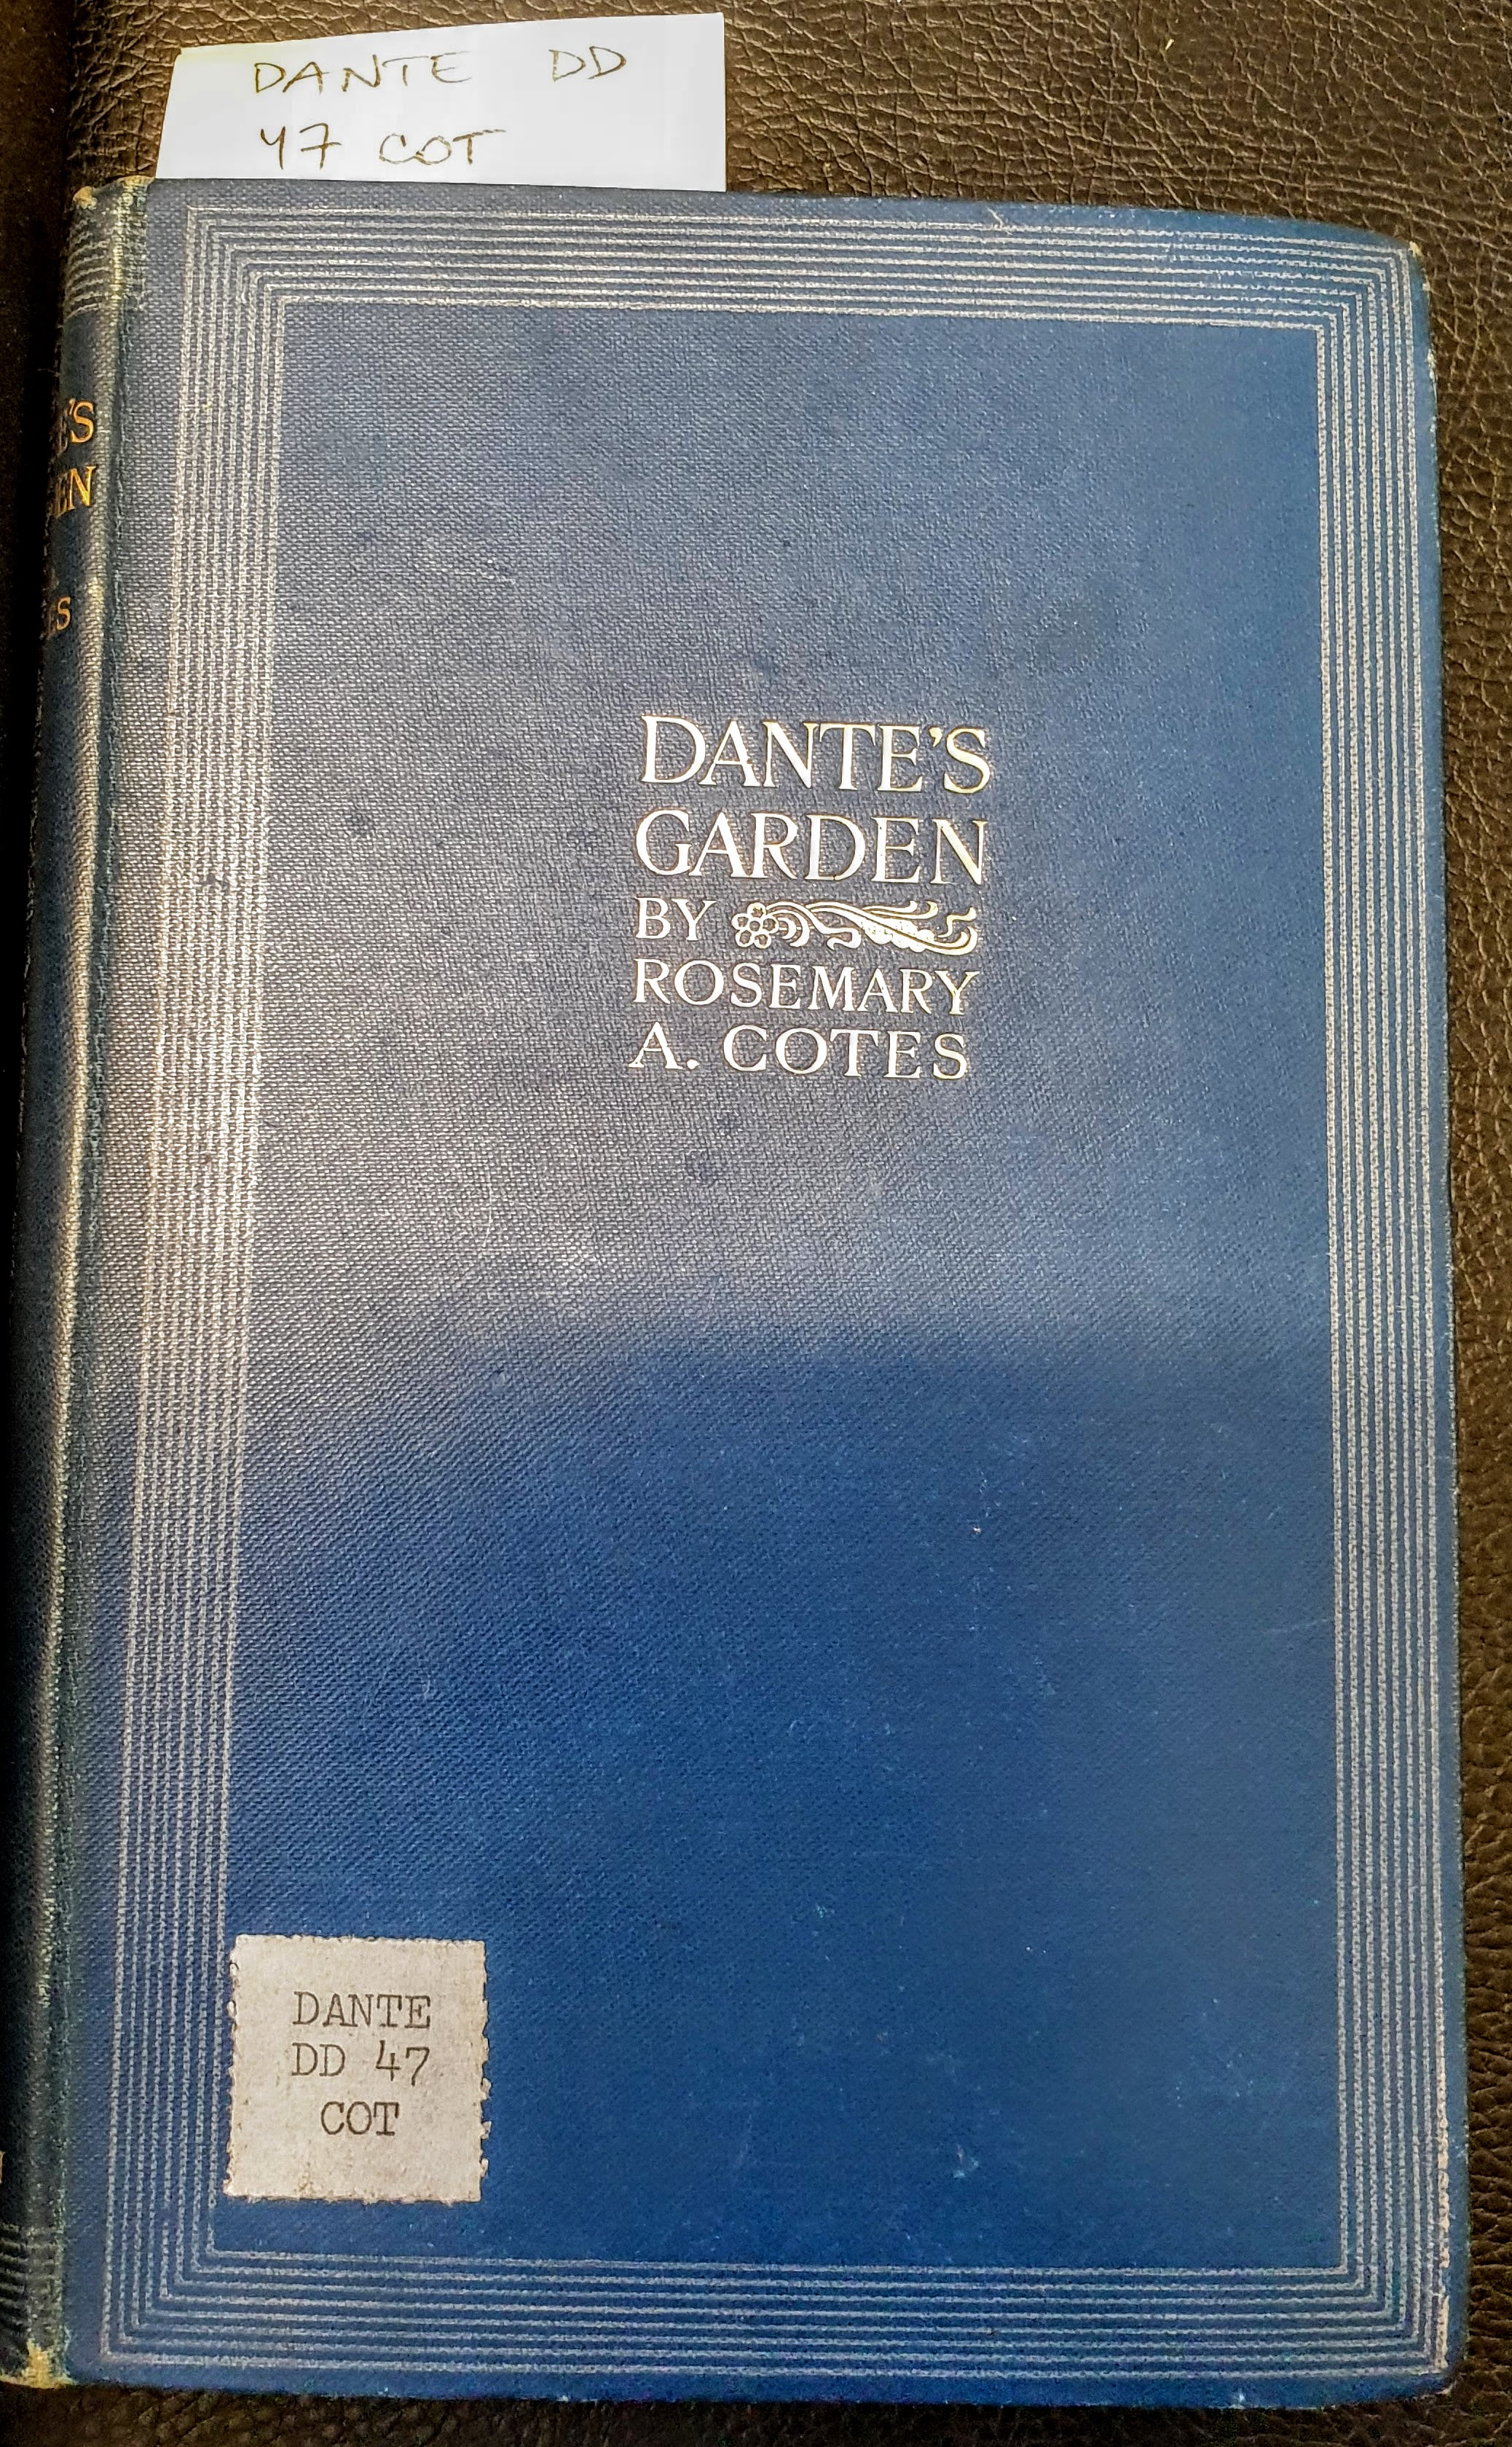 DANTE DD
47 COT
DANTE'S
GARDEN
BY
ROSEMARY
A. COTES
DANTE
DD 47
COT